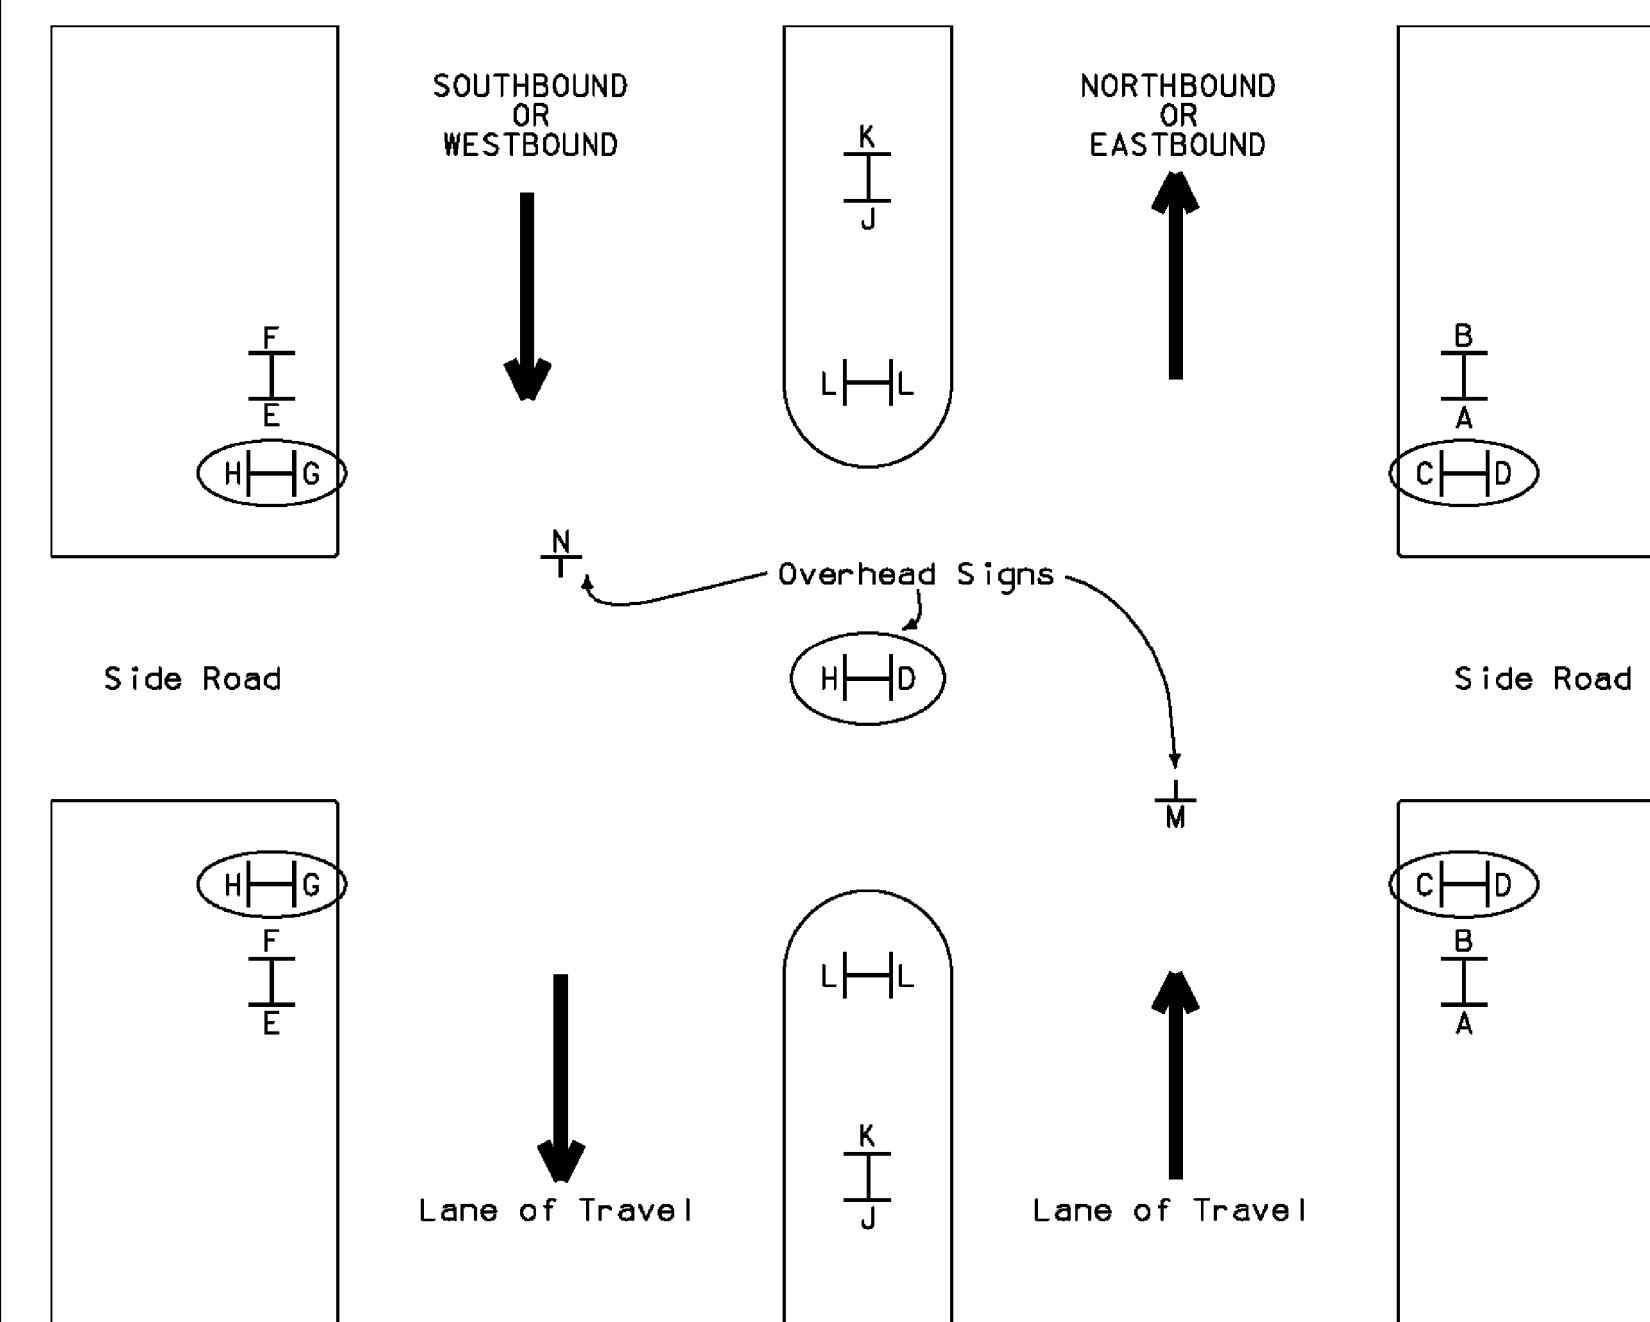 SOUTHBOUND
OR
WESTBOUND
NORTHBOUND
OR
EASTBOUND
K
J
F
E
B
A
L L
H G
C D
N
Overhead Signs
Side Road
H D
Side Road
M
H G
C D
F
E
B
A
L L
K
J
Lane of Travel
Lane of Travel